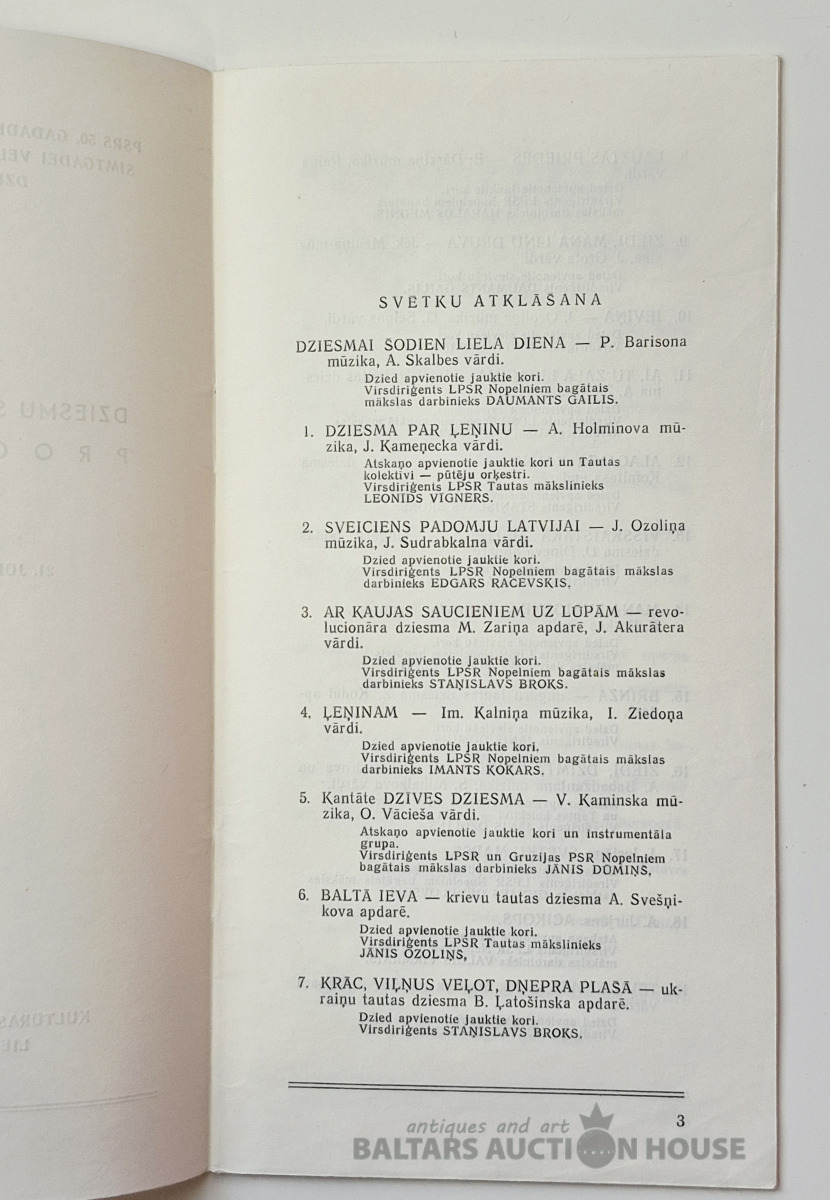 SVĒTKU ATKLĀŠANA
DZIESMAI ŠODIEN LIELA DIENA — P. Barisona
mūzika, A. Skalbes vārdi.
Dzied apvienotie jauktie kori.
Virsdiriģents LPSR Nopelniem bagātais
mākslas darbinieks DAUMANTS GAILIS.
1. DZIESMA PAR ĻEŅINU — A. Holminova mū-
zika, J. Kameņecka vārdi.
Atskaņo apvienotie jauktie kori un Tautas
kolektīvi — pūtēju orķestri.
Virsdiriģents LPSR Tautas mākslinieks
LEONĪDS VĪGNERS.
2. SVEICIENS PADOMJU LATVIJAI — J. Ozoliņa
mūzika, J. Sudrabkalna vārdi.
Dzied apvienotie jauktie kori.
Virsdiriģents LPSR Nopelniem bagātais mākslas
darbinieks EDGARS RAČEVSKIS.
3. AR KAUJAS SAUCIENIEM UZ LŪPĀM — revo-
lucionāra dziesma M. Zariņa apdarē, J. Akurātera
vārdi.
Dzied apvienotie jauktie kori.
Virsdiriģents LPSR Nopelniem bagātais mākslas
darbinieks STAŅISLAVS BROKS.
4. ĻEŅINAM — Im. Kalniņa mūzika, I. Ziedoņa
vārdi.
Dzied apvienotie jauktie kori.
Virsdiriģents LPSR Nopelniem bagātais mākslas
darbinieks IMANTS KOKARS.
5. Kantāte DZĪVES DZIESMA — V. Kaminska mū-
zika, O. Vācieša vārdi.
Atskaņo apvienotie jauktie kori un instrumentāla
grupa.
Virsdiriģents LPSR un Gruzijas PSR Nopelniem
bagātais mākslas darbinieks JĀNIS DŪMIŅŠ.
6. BALTĀ IEVA — krievu tautas dziesma A. Svešņi-
kova apdarē.
Dzied apvienotie jauktie kori.
Virsdiriģents LPSR Tautas mākslinieks
JĀNIS OZOLIŅŠ.
7. KRĀC, VIĻŅUS VEĻOT, DŅEPRA PLAŠĀ — uk-
raiņu tautas dziesma B. Ļatošinska apdarē.
Dzied apvienotie jauktie kori.
Virsdiriģents STAŅISLAVS BROKS.
3
antiques and art
BALTARS AUCTION HOUSE